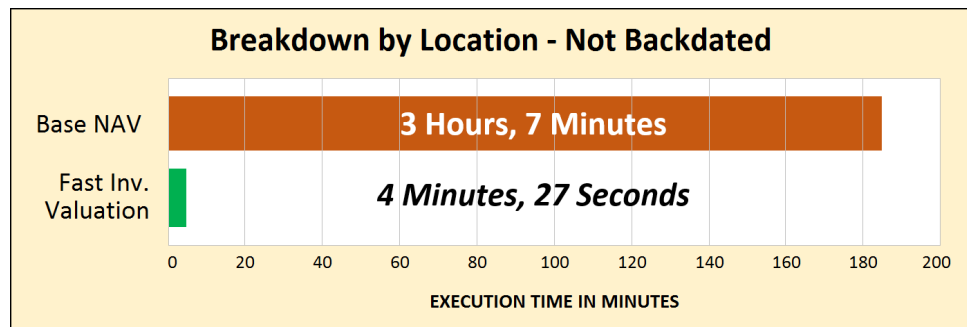 Breakdown by Location - Not Backdated
Base NAV
3 Hours, 7 Minutes
Fast Inv.
Valuation
4 Minutes, 27 Seconds
0 20 40 60 80 100 120 140 160 180 200
EXECUTION TIME IN MINUTES